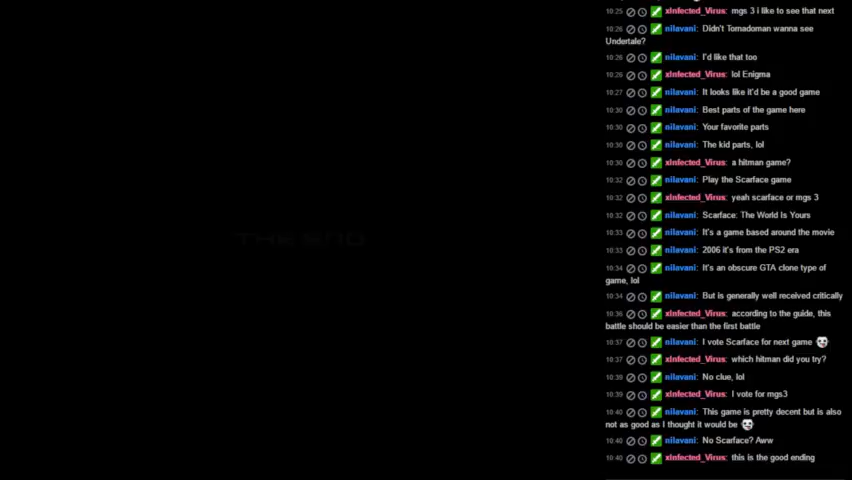 10:25 xInfected_Virus: mgs 3 i like to see that next
10:26 nilavani: Didn't Tornadoman wanna see
Undertale?
10:26 nilavani: I'd like that too
10:26 xInfected_Virus: lol Enigma
10:27 nilavani: It looks like it'd be a good game
10:30 nilavani: Best parts of the game here
10:30 nilavani: Your favorite parts
10:30 nilavani: The kid parts, lol
10:30 xInfected_Virus: a hitman game?
10:32 nilavani: Play the Scarface game
10:32 xInfected_Virus: yeah scarface or mgs 3
10:32 nilavani: Scarface: The World Is Yours
10:33 nilavani: It's a game based around the movie
10:33 nilavani: 2006 it's from the PS2 era
10:34 nilavani: It's an obscure GTA clone type of
game, lol
10:34 nilavani: But is generally well received critically
10:36 xInfected_Virus: according to the guide, this
battle should be easier than the first battle
10:37 nilavani: I vote Scarface for next game
10:37 xInfected_Virus: which hitman did you try?
10:39 nilavani: No clue, lol
10:39 xInfected_Virus: I vote for mgs3
10:40 nilavani: This game is pretty decent but is also
not as good as I thought it would be
10:40 nilavani: No Scarface? Aww
10:40 xInfected_Virus: this is the good ending
THE END